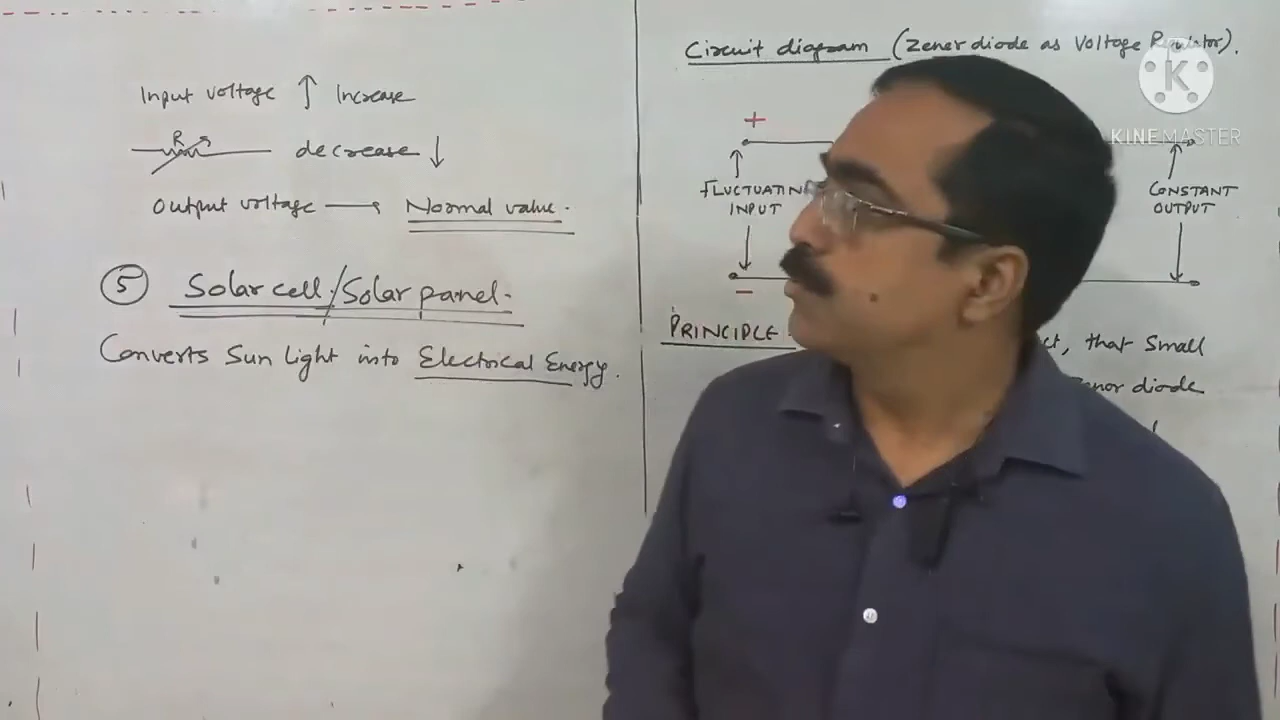 Input voltage ↑ Increase
R
decrease ↓
Output voltage → Normal value.
⑤ Solar cell/Solar panel.
Converts Sun light into Electrical Energy.
Circuit diagram (Zener diode as Voltage Regulator).
+
FLUCTUATING
INPUT
−
CONSTANT
OUTPUT
PRINCIPLE
that Small
Zener diode
K
KINEMASTER